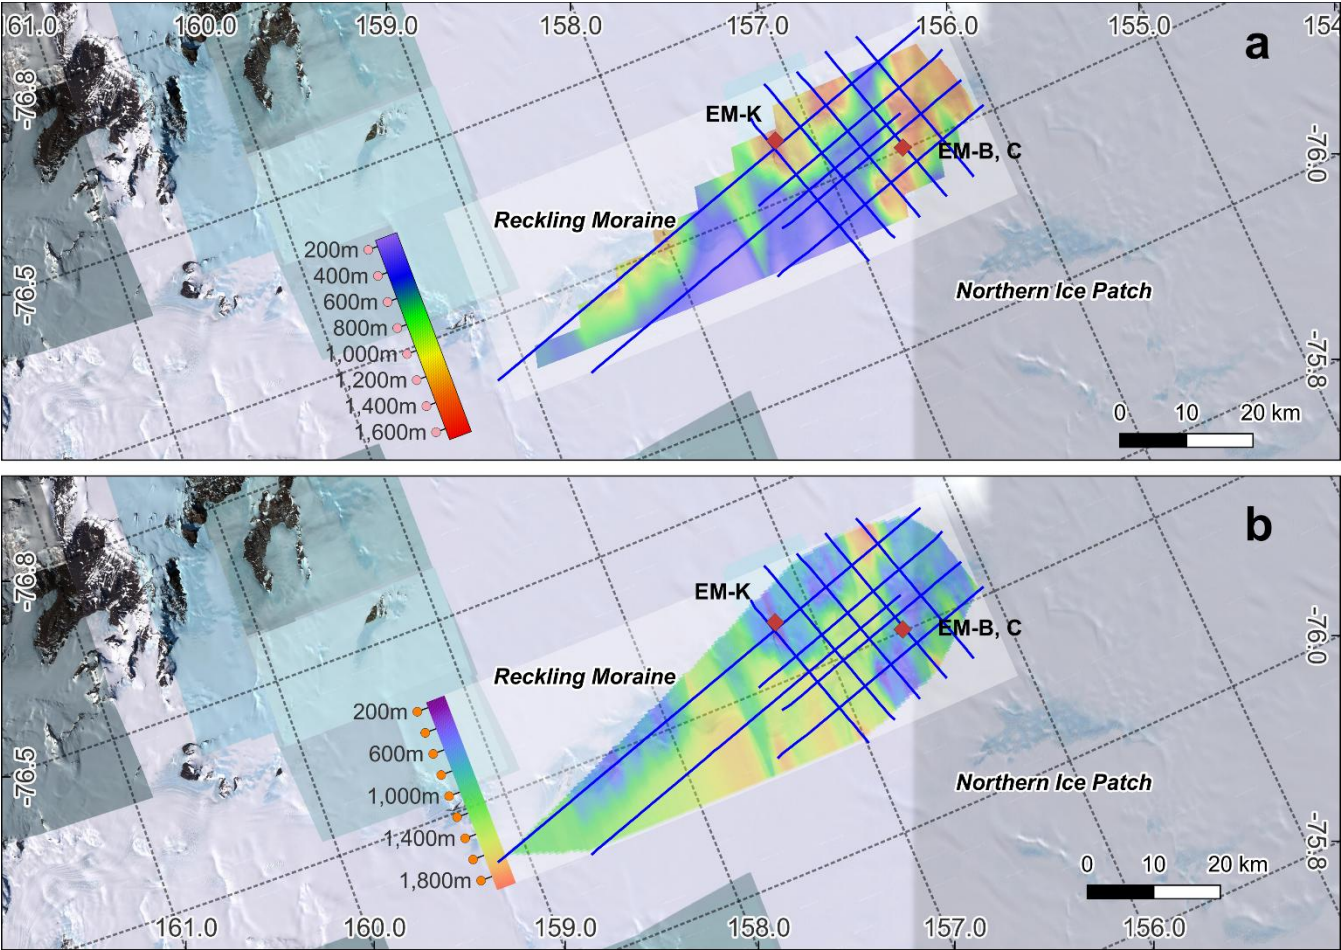 61.0 160.0 159.0 158.0 157.0 156.0 155.0 154
a
-76.8
EM-K
EM-B, C
-76.0
Reckling Moraine
200m
400m
600m
800m
1,000m
1,200m
1,400m
1,600m
-76.5
Northern Ice Patch
-75.8
0 10 20 km
b
-76.8
EM-K
EM-B, C
-76.0
Reckling Moraine
200m
600m
1,000m
1,400m
1,800m
-76.5
Northern Ice Patch
-75.8
0 10 20 km
161.0 160.0 159.0 158.0 157.0 156.0